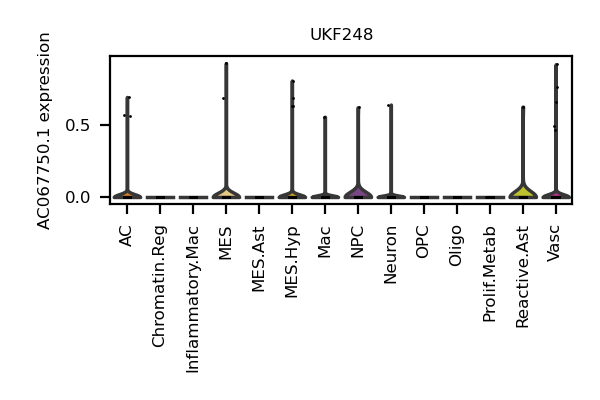 UKF248
AC067750.1 expression
0.5
0.0
AC
Chromatin.Reg
Inflammatory.Mac
MES
MES.Ast
MES.Hyp
Mac
NPC
Neuron
OPC
Oligo
Prolif.Metab
Reactive.Ast
Vasc